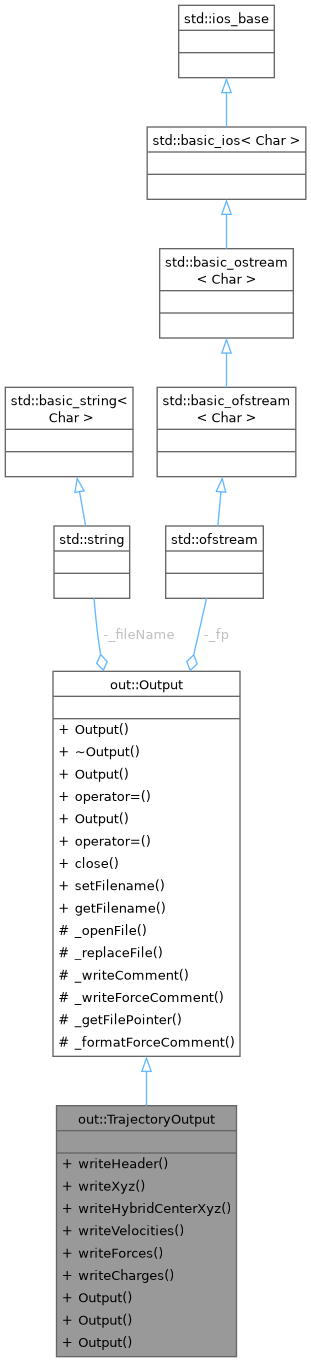 std::ios_base
std::basic_ios< Char >
std::basic_ostream
< Char >
std::basic_string<
Char >
std::basic_ofstream
< Char >
std::string
std::ofstream
-_fileName
-_fp
out::Output
+ Output()
+ ~Output()
+ Output()
+ operator=()
+ Output()
+ operator=()
+ close()
+ setFilename()
+ getFilename()
# _openFile()
# _replaceFile()
# _writeComment()
# _writeForceComment()
# _getFilePointer()
# _formatForceComment()
out::TrajectoryOutput
+ writeHeader()
+ writeXyz()
+ writeHybridCenterXyz()
+ writeVelocities()
+ writeForces()
+ writeCharges()
+ Output()
+ Output()
+ Output()